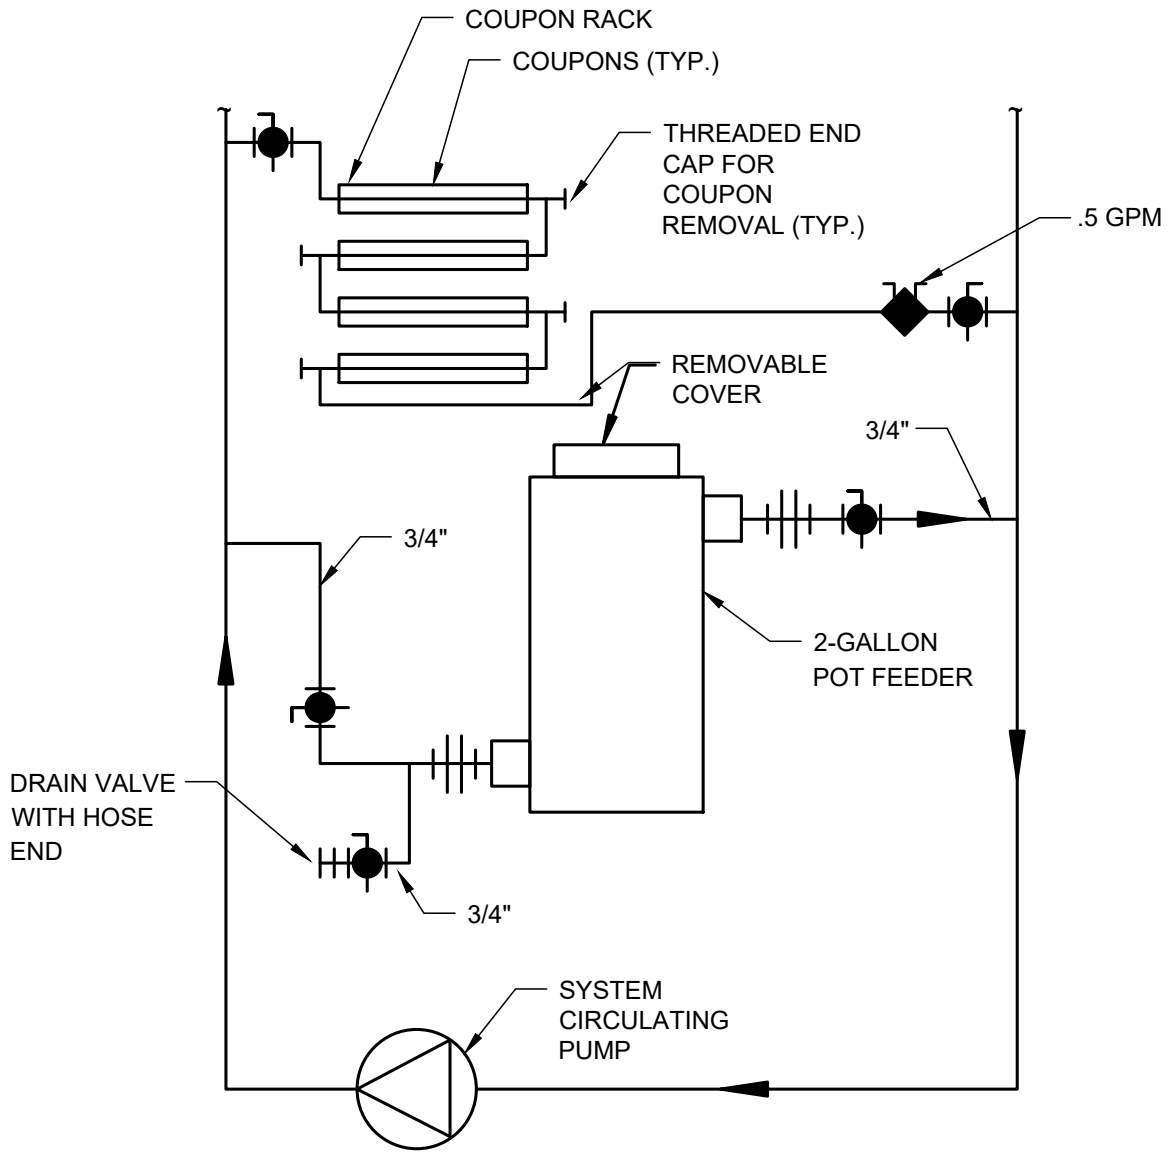 COUPON RACK
COUPONS (TYP.)
THREADED END
CAP FOR
COUPON
REMOVAL (TYP.)
.5 GPM
REMOVABLE
COVER
3/4"
3/4"
2-GALLON
POT FEEDER
DRAIN VALVE
WITH HOSE
END
3/4"
SYSTEM
CIRCULATING
PUMP